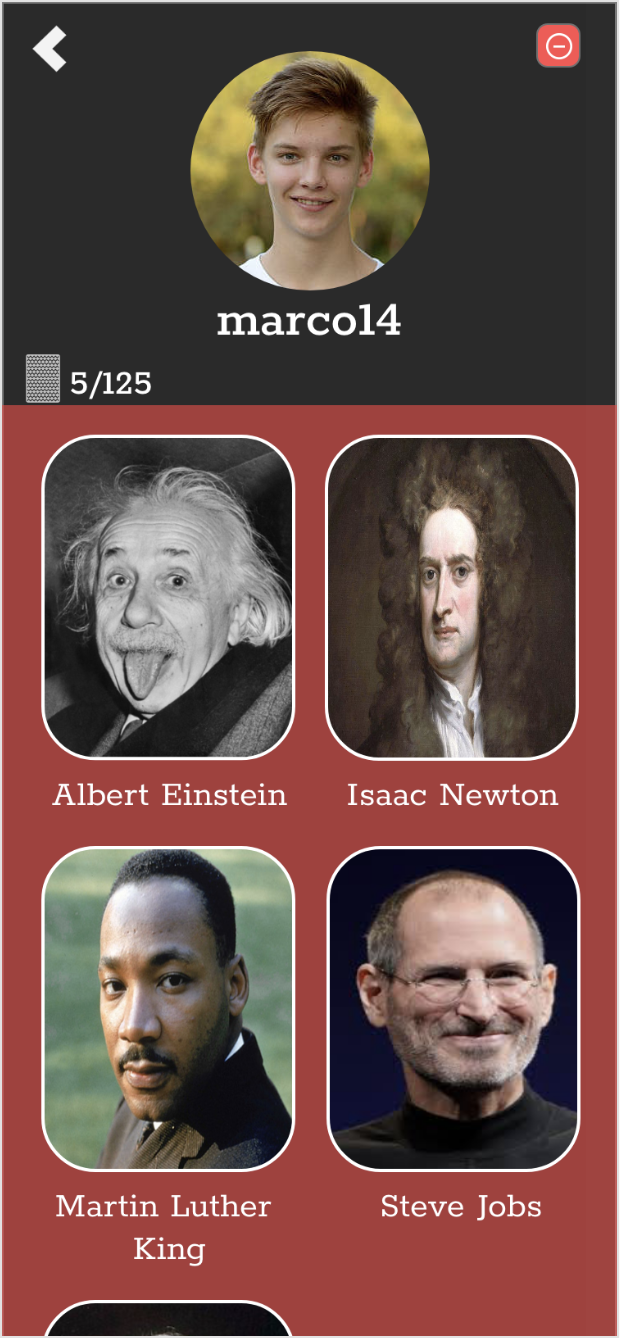 marco14
5/125
Albert Einstein
Isaac Newton
Martin Luther
King
Steve Jobs